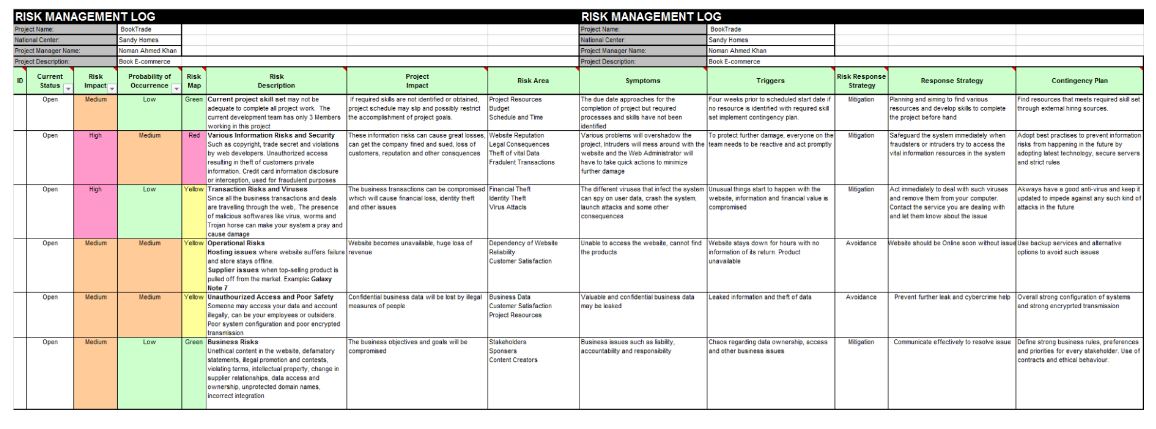 RISK MANAGEMENT LOG RISK MANAGEMENT LOG
Project Name: BookTrade Project Name: BookTrade
National Center: Sandy Homes National Center: Sandy Homes
Project Manager Name: Noman Ahmed Khan Project Manager Name: Noman Ahmed Khan
Project Description: Book E-commerce Project Description: Book E-commerce
ID
Current
Status
Risk
Impact
Probability of
Occurrence
Risk
Map
Risk
Description
Project
Impact
Risk Area
Symptoms
Triggers
Risk Response
Strategy
Response Strategy
Contingency Plan
Open
Medium
Low
Green
Current project skill set may not be
adequate to complete all project work. The
current development team has only 3 Members
working in this project
If required skills are not identified or obtained,
project schedule may slip and possibly restrict
the accomplishment of project goals.
Project Resources
Budget
Schedule and Time
The due date approaches for the
completion of project but required
processes and skills have not been
identified
Four weeks prior to scheduled start date if
no resource is identified with required skill
set implement contingency plan.
Mitigation
Planning and aiming to find various
resources and develop skills to complete
the project before hand
Find resources that meets required skill set
through external hiring sources.
Open
High
Medium
Red
Various Information Risks and Security
Such as copyright, trade secret and violations
by web developers. Unauthorized access
resulting in theft of customers private
information, Credit card information disclosure
or interception, used for fraudulent purposes
These information risks can cause great losses,
can get the company fined and sued, loss of
customers, reputation and other consquences
Website Reputation
Legal Consequences
Theft of vital Data
Fradulent Transactions
Various problems will overshadow the
project, Intruders will mess around with the
website and the Web Administrator will
have to take quick actions to minimize
further damage
To protect further damage, everyone on the
team needs to be reactive and act promptly
Mitigation
Safeguard the system immediately when
fraudsters or intruders try to access the
vital information resources in the system
Adopt best practises to prevent information
risks from happening in the future by
adopting latest technology, secure servers
and strict rules
Open
High
Low
Yellow
Transaction Risks and Viruses
Since all the business transactions and deals
are traveling through the web, The presence
of malicious softwares like virus, worms and
Trojan horse can make your system a pray and
cause damage
The business transactions can be compromised
which will cause financial loss, identity theft
and other issues
Financial Theft
Identity Theft
Virus Attacks
The different viruses that infect the system
can spy on user data, crash the system,
launch attacks and some other
consequences
Unusual things start to happen with the
website, information and financial value is
compromised
Mitigation
Act immediately to deal with such viruses
and remove them from your computer.
Contact the service you are dealing with
and let them know about the issue
Akways have a good anti-virus and keep it
updated to impede against any such kind of
attacks in the future
Open
Medium
Medium
Yellow
Operational Risks
Hosting issues where website suffers failure
and store stays offline.
Supplier issues when top-selling product is
pulled off from the market. Example: Galaxy
Note 7
Website becomes unavailable, huge loss of
revenue
Dependency of Website
Reliability
Customer Satisfaction
Unable to access the website, cannot find
the products
Website stays down for hours with no
information of its return. Product
unavailable
Avoidance
Website should be Online soon without issue
Use backup services and alternative
options to avoid such issues
Open
Medium
Medium
Yellow
Unauthourized Access and Poor Safety
Someone may access your data and account
illegally, can be your employees or outsiders.
Poor system configuration and poor encrypted
transmission
Confidential business data will be lost by illegal
measures of people
Business Data
Customer Satisfaction
Project Resources
Valuable and confidential business data
may be leaked
Leaked information and theft of data
Avoidance
Prevent further leak and cybercrime help
Overall strong configuration of systems
and strong encryprted transmission
Open
Medium
Low
Green
Business Risks
Unethical content in the website, defamatory
statements, illegal promotion and contests,
violating terms, intellectual property, change in
supplier relationships, data access and
ownership, unprotected domain names,
incorrect integration
The business objectives and goals will be
compromised
Stakeholders
Sponsers
Content Creators
Business issues such as liability,
accountability and responsibility
Chaos regarding data ownership, access
and other business issues
Mitigation
Communicate effectively to resolve issue
Define strong business rules, preferences
and priorities for every stakeholder. Use of
contracts and ethical behaviour.